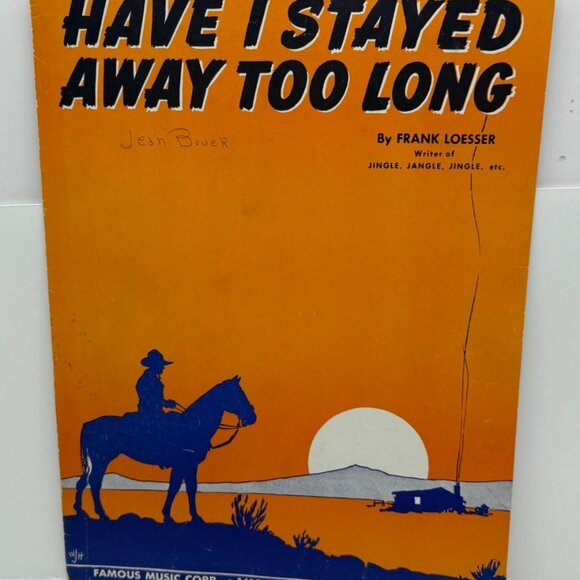 HAVE I STAYED
AWAY TOO LONG
Jean Bower
By FRANK LOESSER
Writer of
JINGLE, JANGLE, JINGLE, etc.
WJH
FAMOUS MUSIC CORP.